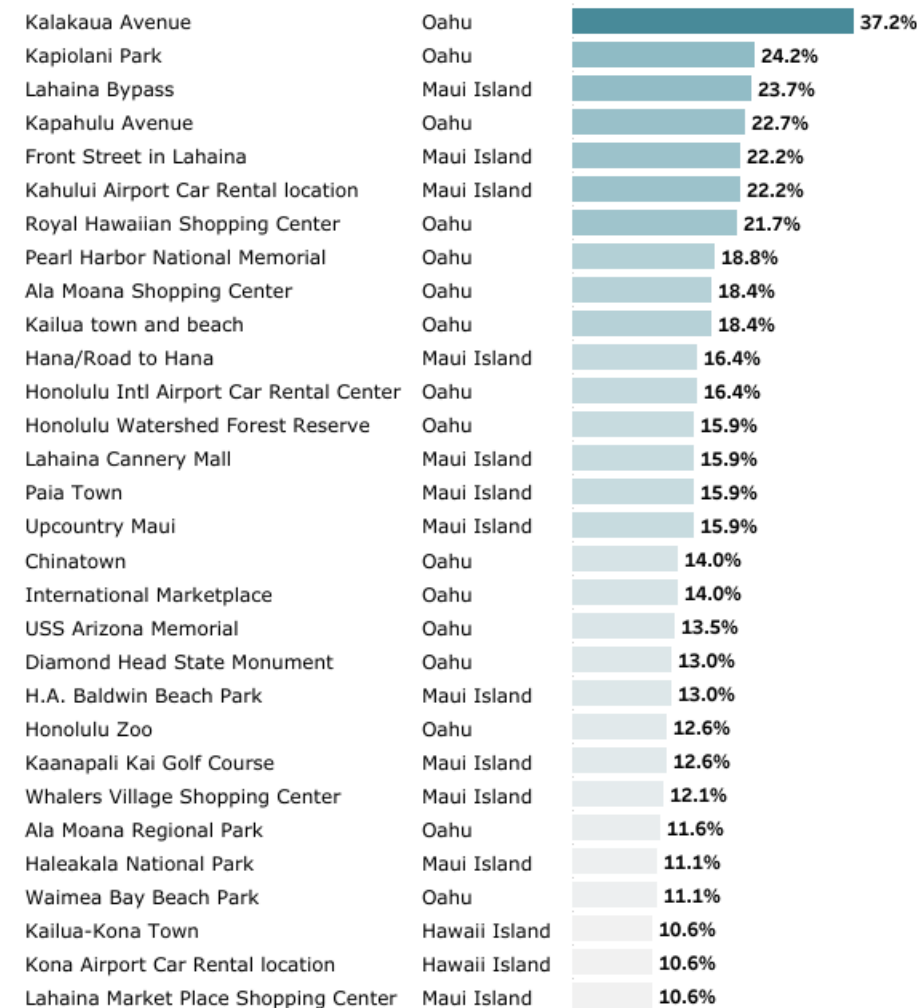 Kalakaua Avenue Oahu 37.2%
Kapiolani Park Oahu 24.2%
Lahaina Bypass Maui Island 23.7%
Kapahulu Avenue Oahu 22.7%
Front Street in Lahaina Maui Island 22.2%
Kahului Airport Car Rental location Maui Island 22.2%
Royal Hawaiian Shopping Center Oahu 21.7%
Pearl Harbor National Memorial Oahu 18.8%
Ala Moana Shopping Center Oahu 18.4%
Kailua town and beach Oahu 18.4%
Hana/Road to Hana Maui Island 16.4%
Honolulu Intl Airport Car Rental Center Oahu 16.4%
Honolulu Watershed Forest Reserve Oahu 15.9%
Lahaina Cannery Mall Maui Island 15.9%
Paia Town Maui Island 15.9%
Upcountry Maui Maui Island 15.9%
Chinatown Oahu 14.0%
International Marketplace Oahu 14.0%
USS Arizona Memorial Oahu 13.5%
Diamond Head State Monument Oahu 13.0%
H.A. Baldwin Beach Park Maui Island 13.0%
Honolulu Zoo Oahu 12.6%
Kaanapali Kai Golf Course Maui Island 12.6%
Whalers Village Shopping Center Maui Island 12.1%
Ala Moana Regional Park Oahu 11.6%
Haleakala National Park Maui Island 11.1%
Waimea Bay Beach Park Oahu 11.1%
Kailua-Kona Town Hawaii Island 10.6%
Kona Airport Car Rental location Hawaii Island 10.6%
Lahaina Market Place Shopping Center Maui Island 10.6%